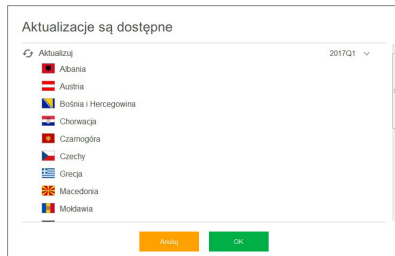 Aktualizacje są dostępne
Aktualizuj 2017Q1
Albania
Austria
Bośnia i Hercegowina
Chorwacja
Czarnogóra
Czechy
Grecja
Macedonia
Mołdawia
Anuluj OK